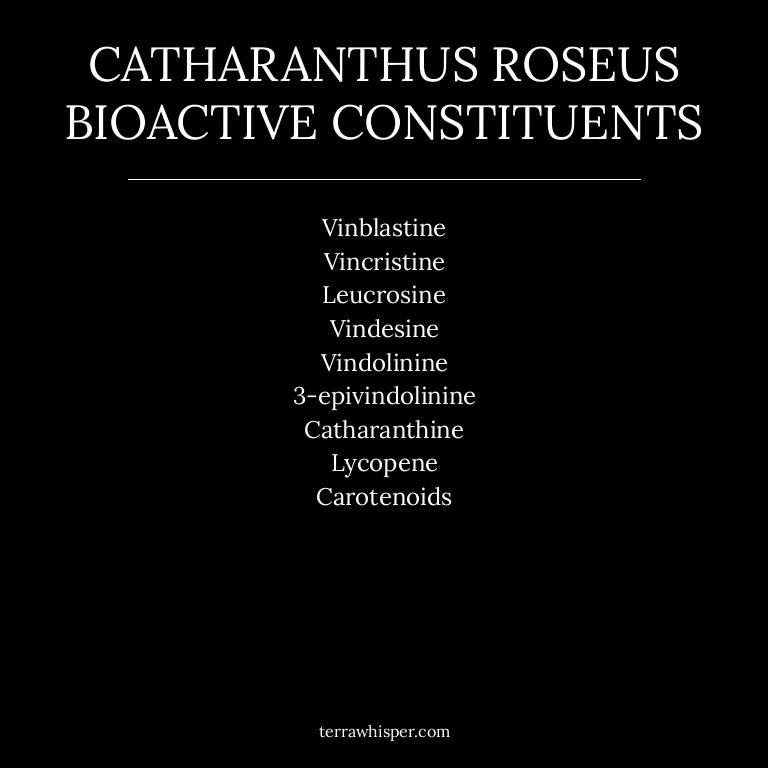 CATHARANTHUS ROSEUS
BIOACTIVE CONSTITUENTS
Vinblastine
Vincristine
Leucrosine
Vindesine
Vindolinine
3-epivindolinine
Catharanthine
Lycopene
Carotenoids
terrawhisper.com